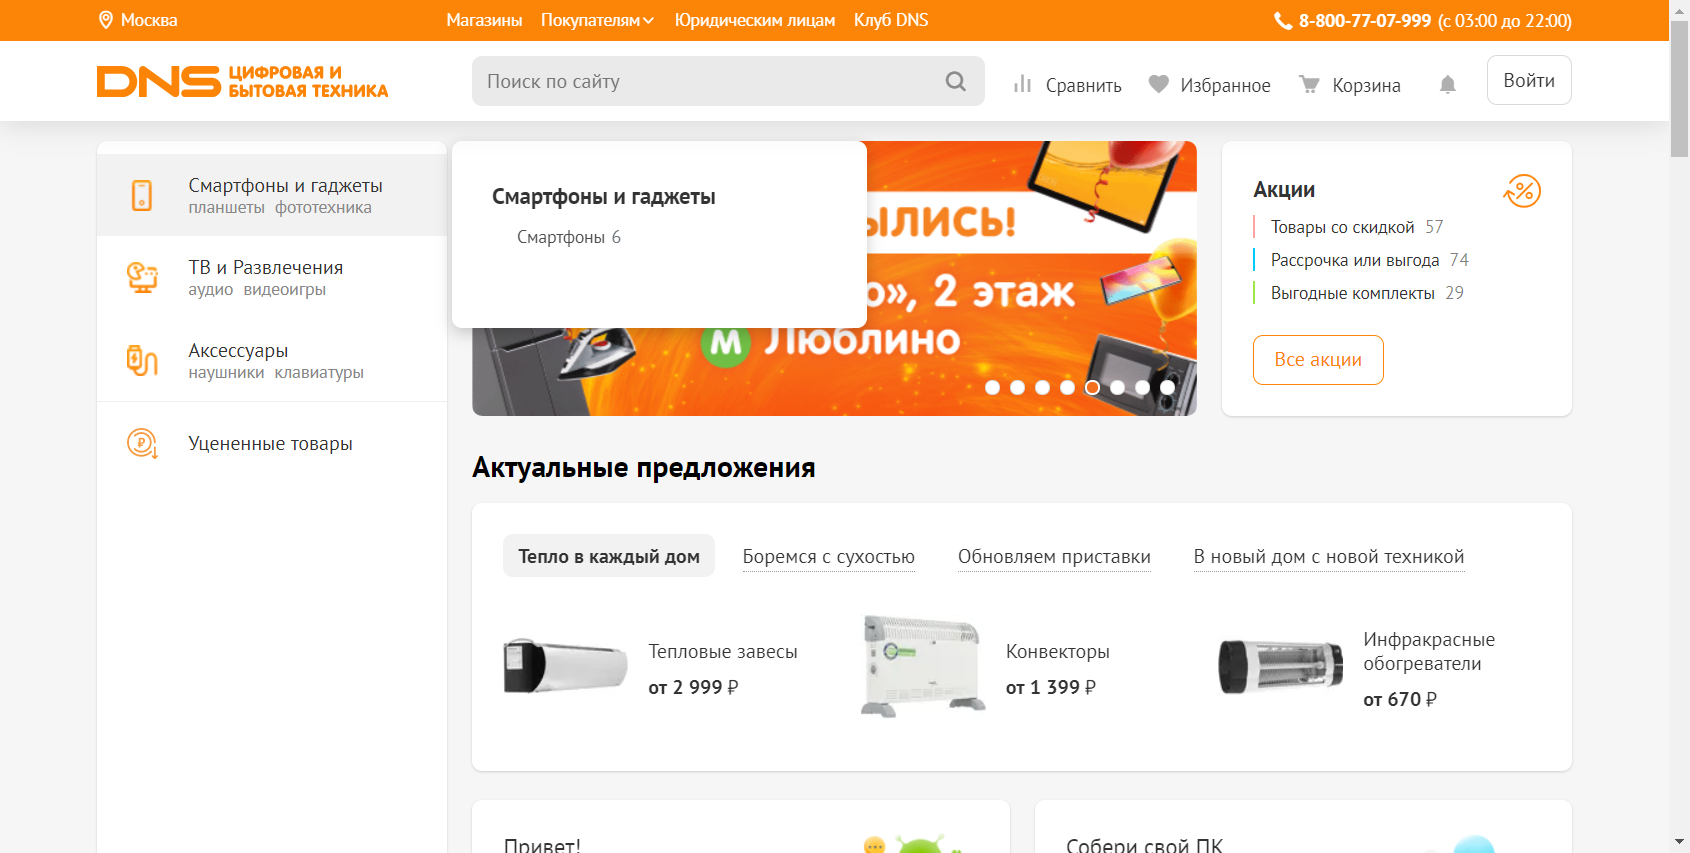 Москва
Магазины Покупателям Юридическим лицам Клуб DNS
8-800-77-07-999 (с 03:00 до 22:00)
DNS ЦИФРОВАЯ И
БЫТОВАЯ ТЕХНИКА
Поиск по сайту
Сравнить
Избранное
Корзина
Войти
Смартфоны и гаджеты
планшеты фототехника
ТВ и Развлечения
аудио видеоигры
Аксессуары
наушники клавиатуры
Уцененные товары
Смартфоны и гаджеты
Смартфоны 6
ЫЛИСЬ!
о», 2 этаж
М Люблино
Акции
Товары со скидкой 57
Рассрочка или выгода 74
Выгодные комплекты 29
Все акции
Актуальные предложения
Тепло в каждый дом
Боремся с сухостью
Обновляем приставки
В новый дом с новой техникой
Тепловые завесы
от 2 999 ₽
Конвекторы
от 1 399 ₽
Инфракрасные
обогреватели
от 670 ₽
Привет!
Собери свой ПК